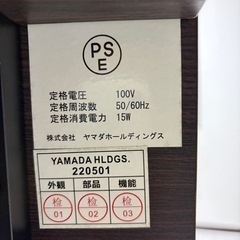 PS
E
定格電圧 100V
定格周波数 50/60Hz
定格消費電力 15W
株式会社 ヤマダホールディングス
YAMADA HLDGS.
220501
外観 部品 機能
検 検 検
01 02 03